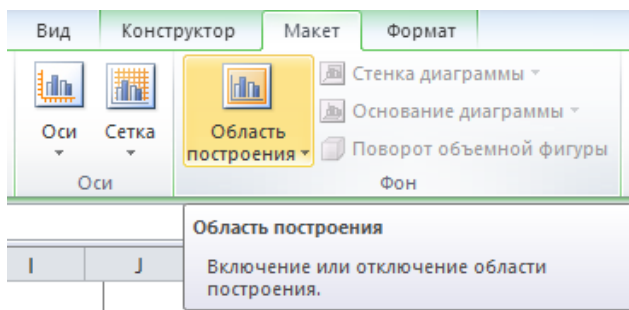 Вид Конструктор Макет Формат
Оси Сетка
Область построения
Стенка диаграммы
Основание диаграммы
Поворот объемной фигуры
Оси Фон
Область построения
Включение или отключение области
построения.
I J